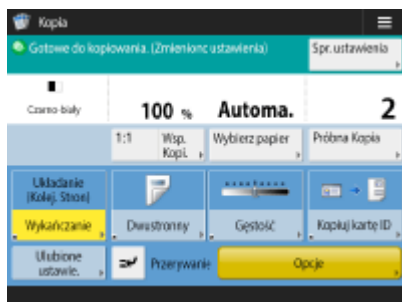 Kopia
Gotowe do kopiowania. (Zmienionc ustawienia)
Spr. ustawienia
Czarno-biały
100 %
Automa.
2
1:1
Wsp. Kopi.
Wybierz papier
Próbna Kopia
Układanie
(Kolej. Stron)
Wykańczanie
Dwustronny
Gęstość
Kopiuj kartę ID
Ulubione
ustawie.
Przerywanie
Opcje